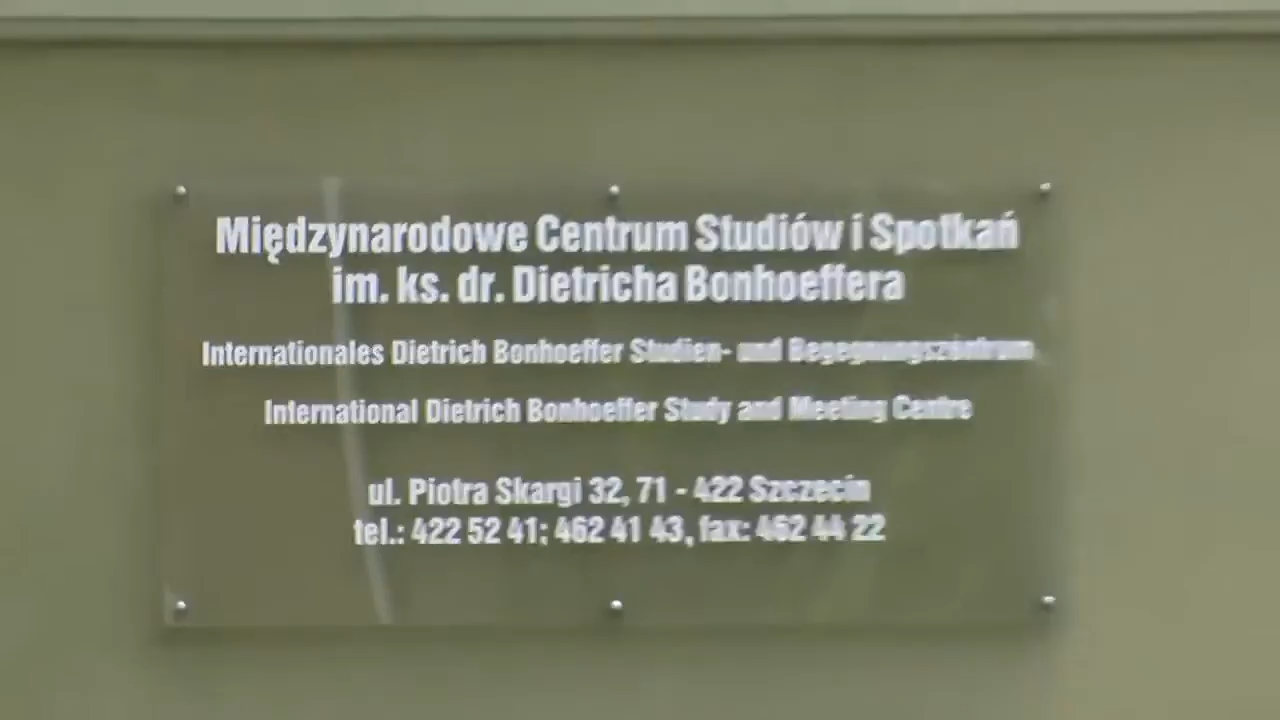 Międzynarodowe Centrum Studiów i Spotkań
im. ks. dr. Dietricha Bonhoeffera
Internationales Dietrich Bonhoeffer Studien- und Begegnungszentrum
International Dietrich Bonhoeffer Study and Meeting Centre
ul. Piotra Skargi 32, 71 - 422 Szczecin
tel.: 422 52 41; 462 41 43, fax: 462 44 22